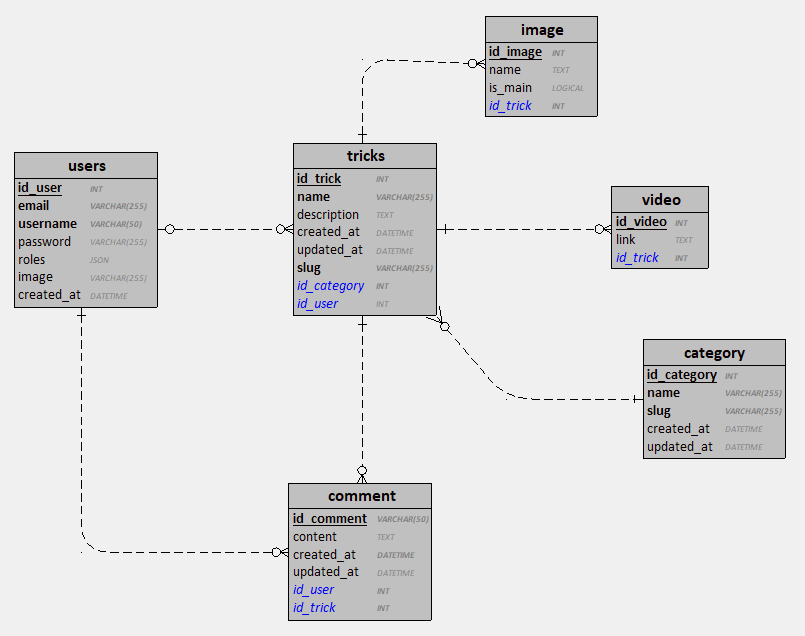 image
id_image INT
name TEXT
is_main LOGICAL
id_trick INT
users
id_user INT
email VARCHAR(255)
username VARCHAR(50)
password VARCHAR(255)
roles JSON
image VARCHAR(255)
created_at DATETIME
tricks
id_trick INT
name VARCHAR(255)
description TEXT
created_at DATETIME
updated_at DATETIME
slug VARCHAR(255)
id_category INT
id_user INT
video
id_video INT
link TEXT
id_trick INT
category
id_category INT
name VARCHAR(255)
slug VARCHAR(255)
created_at DATETIME
updated_at DATETIME
comment
id_comment VARCHAR(50)
content TEXT
created_at DATETIME
updated_at DATETIME
id_user INT
id_trick INT